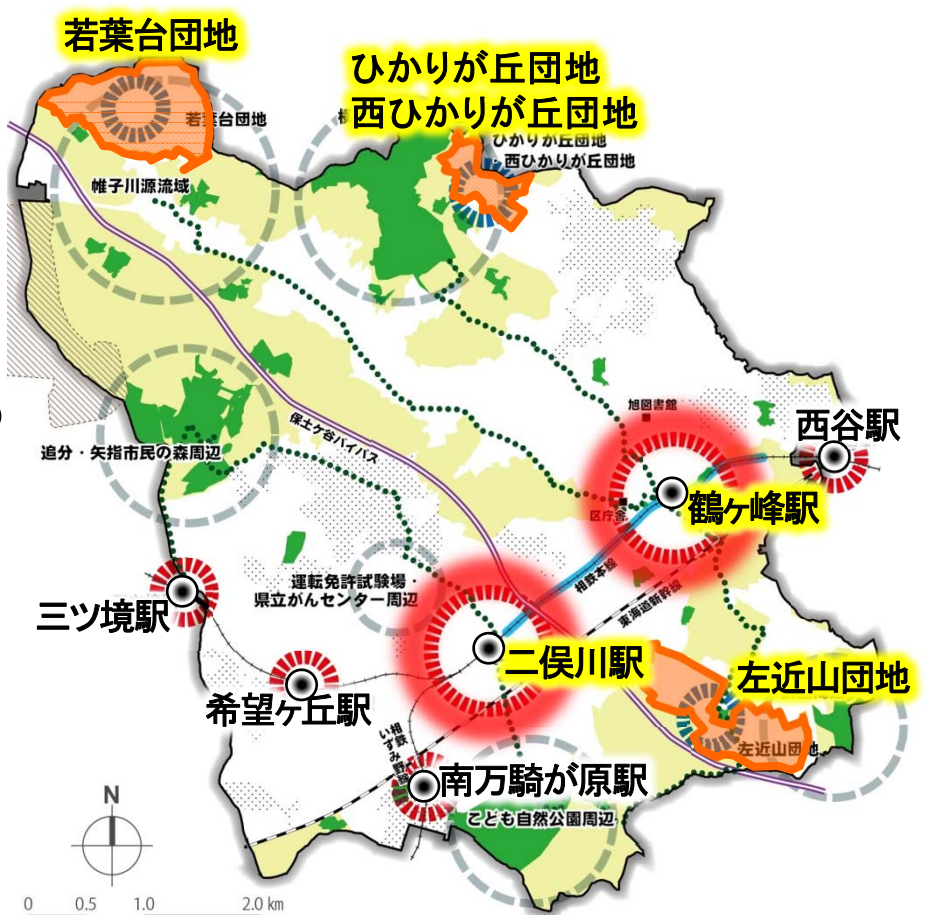 若葉台団地
ひかりが丘団地
西ひかりが丘団地
若葉台団地
横
ひかりが丘団地
・西ひかりが丘団地
帷子川源流域
追分・矢指市民の森周辺
保土ケ谷バイパス
旭図書館
西谷駅
区庁舎
鶴ヶ峰駅
運転免許試験場・
県立がんセンター周辺
相鉄本線
東海道新幹線
三ツ境駅
二俣川駅
希望ヶ丘駅
左近山団地
左近山団地
相鉄
いずみ野線
南万騎が原駅
こども自然公園周辺
N
0 0.5 1.0 2.0 km